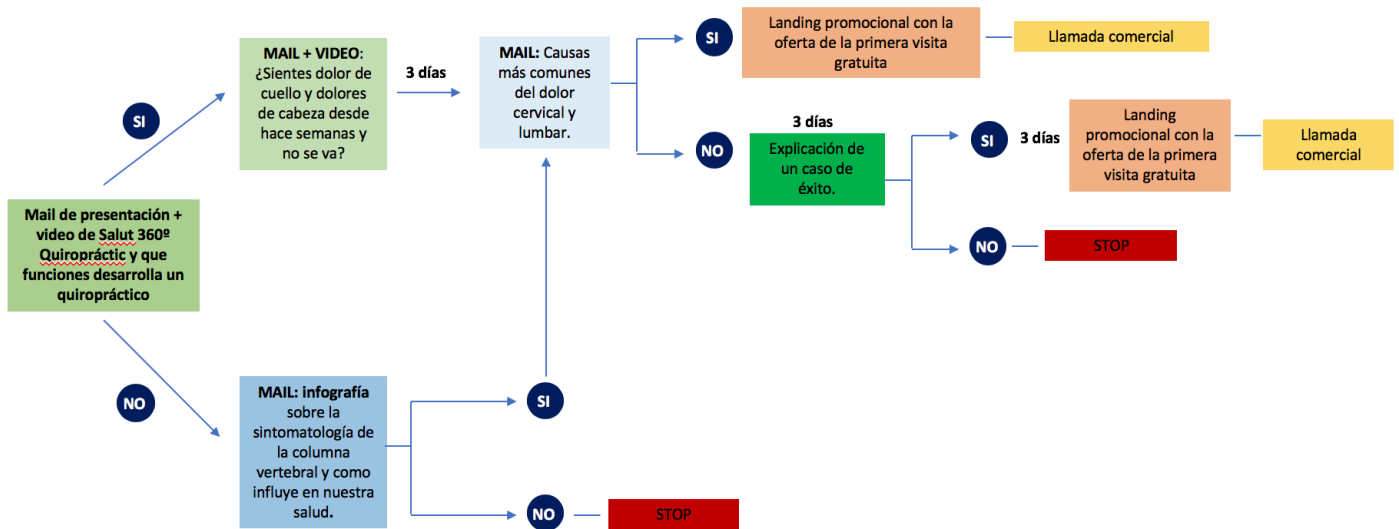 Mail de presentación +
video de Salut 360º
Quiropráctic y que
funciones desarrolla un
quiropráctico
SI
MAIL + VIDEO:
¿Sientes dolor de
cuello y dolores
de cabeza desde
hace semanas y
no se va?
3 días
MAIL: Causas
más comunes
del dolor
cervical y
lumbar.
SI
Landing promocional con la
oferta de la primera visita
gratuita
Llamada comercial
NO
3 días
Explicación de
un caso de
éxito.
SI
3 días
Landing
promocional con la
oferta de la primera
visita gratuita
Llamada
comercial
NO
STOP
NO
MAIL: infografía
sobre la
sintomatología de
la columna
vertebral y como
influye en nuestra
salud.
SI
NO
STOP